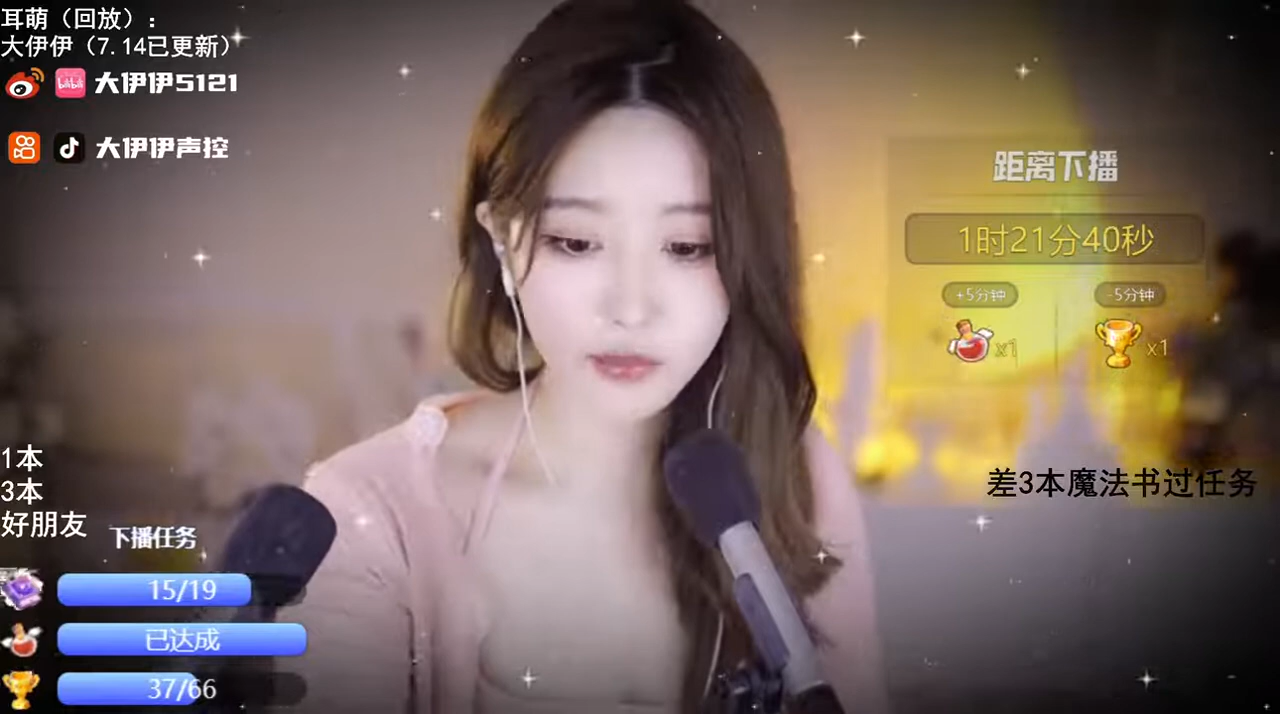 耳萌（回放）：
大伊伊（7.14已更新）
bilibili 大伊伊5121
大伊伊声控
距离下播
1时21分40秒
+5分钟 -5分钟
x1 x1
差3本魔法书过任务
1本
3本
好朋友
下播任务
15/19
已达成
37/66